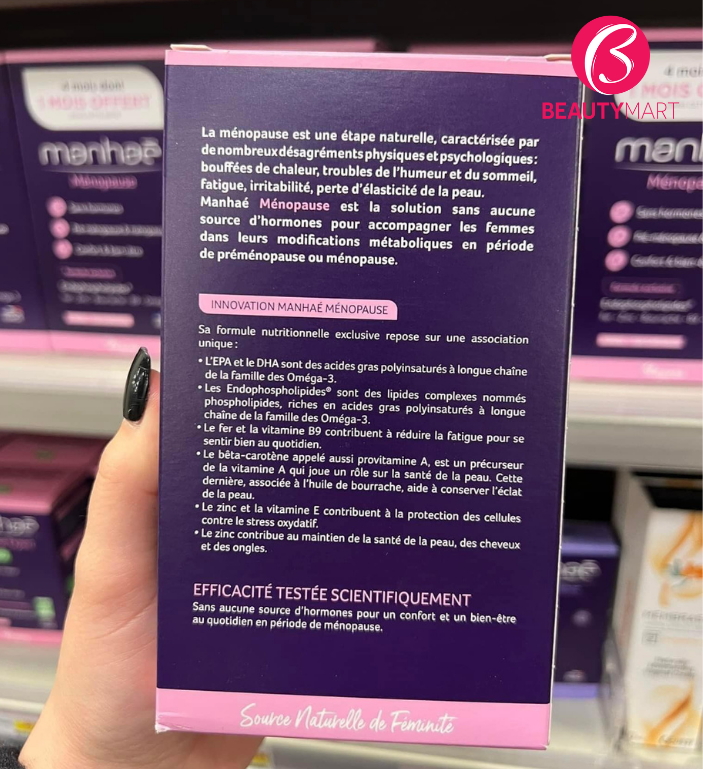 BEAUTYMART
4 mois dont
1 MOIS OFFERT
manhaé
Ménopause
La ménopause est une étape naturelle, caractérisée par
de nombreux désagréments physiques et psychologiques :
bouffées de chaleur, troubles de l'humeur et du sommeil,
fatigue, irritabilité, perte d'élasticité de la peau.
Manhaé Ménopause est la solution sans aucune
source d'hormones pour accompagner les femmes
dans leurs modifications métaboliques en période
de préménopause ou ménopause.
INNOVATION MANHAÉ MÉNOPAUSE
Sa formule nutritionnelle exclusive repose sur une association
unique :
• L'EPA et le DHA sont des acides gras polyinsaturés à longue chaîne
de la famille des Oméga-3.
• Les Endophospholipides® sont des lipides complexes nommés
phospholipides, riches en acides gras polyinsaturés à longue
chaîne de la famille des Oméga-3.
• Le fer et la vitamine B9 contribuent à réduire la fatigue pour se
sentir bien au quotidien.
• Le bêta-carotène appelé aussi provitamine A, est un précurseur
de la vitamine A qui joue un rôle sur la santé de la peau. Cette
dernière, associée à l'huile de bourrache, aide à conserver l'éclat
de la peau.
• Le zinc et la vitamine E contribuent à la protection des cellules
contre le stress oxydatif.
• Le zinc contribue au maintien de la santé de la peau, des cheveux
et des ongles.
EFFICACITÉ TESTÉE SCIENTIFIQUEMENT
Sans aucune source d'hormones pour un confort et un bien-être
au quotidien en période de ménopause.
Source Naturelle de Féminité